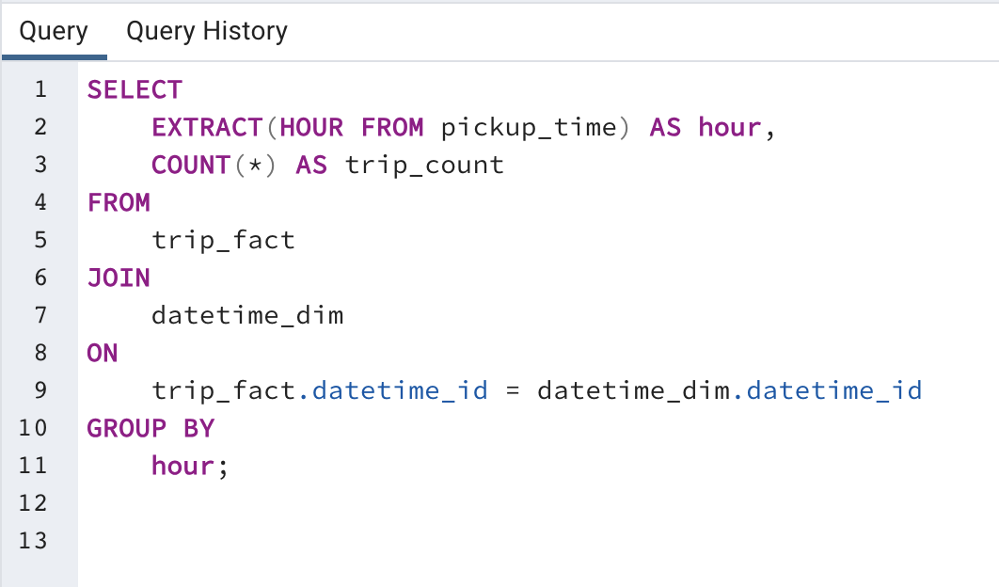 Query Query History
1 SELECT
2 EXTRACT(HOUR FROM pickup_time) AS hour,
3 COUNT(*) AS trip_count
4 FROM
5 trip_fact
6 JOIN
7 datetime_dim
8 ON
9 trip_fact.datetime_id = datetime_dim.datetime_id
10 GROUP BY
11 hour;
12
13